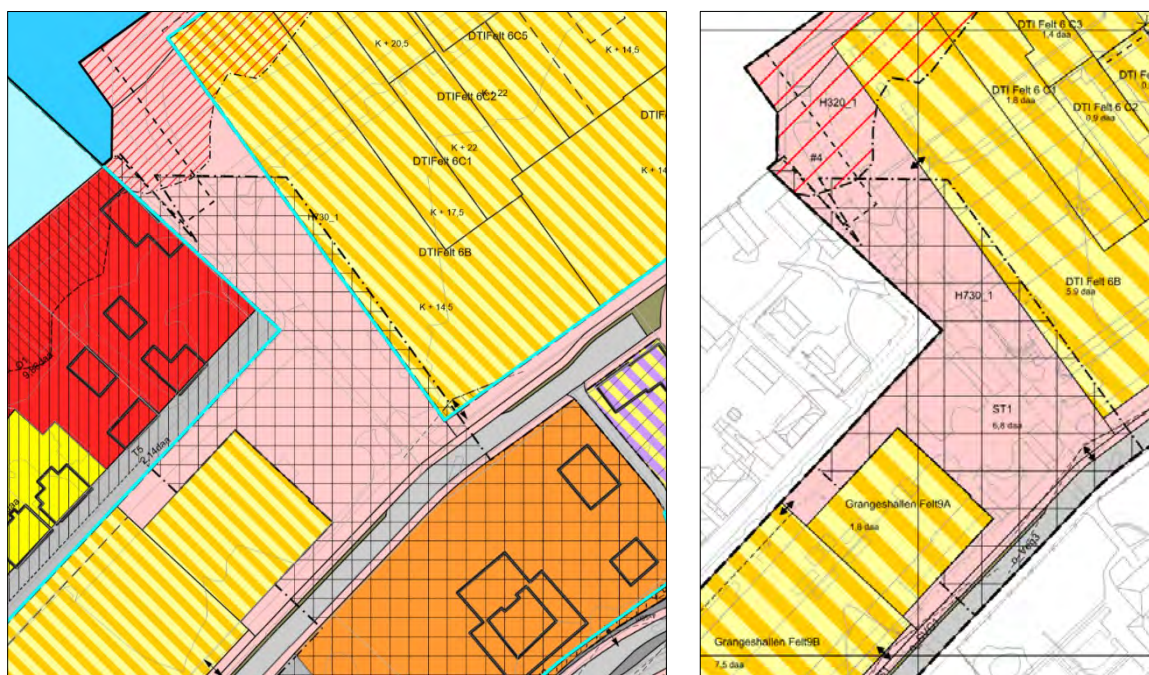 DTIFelt 6C5
K + 20,5
K + 14,5
DTIFelt 6C2
K + 22
K + 22
DTIFelt 6C1
K + 17,5
H730_1
DTIFelt 6B
K + 14,5
T5
2,14daa
DTI Felt 6 C3
1,4 daa
DTI Felt 6 C1
1,8 daa
DTI Felt 6 C2
0,9 daa
H320_1
#4
DTI Felt 6B
5,9 daa
H730_1
ST1
6,8 daa
Grangeshallen Felt9A
1,8 daa
Grangeshallen Felt9B
7,5 daa